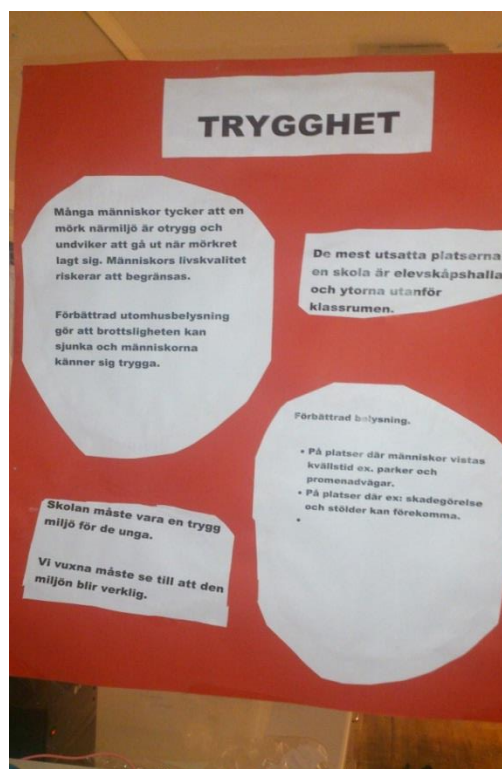 TRYGGHET
Många människor tycker att en
mörk närmiljö är otrygg och
undviker att gå ut när mörkret
lagt sig. Människors livskvalitet
riskerar att begränsas.
Förbättrad utomhusbelysning
gör att brottsligheten kan
sjunka och människorna
känner sig trygga.
De mest utsatta platserna
en skola är elevskåpshalla
och ytorna utanför
klassrumen.
Förbättrad belysning.
• På platser där människor vistas
kvällstid ex. parker och
promenadvägar.
• På platser där ex: skadegörelse
och stölder kan förekomma.
•
Skolan måste vara en trygg
miljö för de unga.
Vi vuxna måste se till att den
miljön blir verklig.